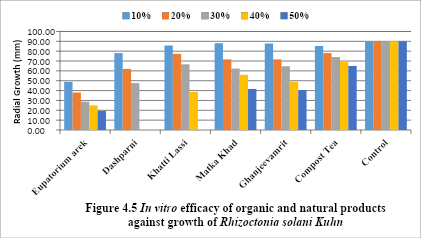 10% 20% 30% 40% 50%
Radial Growth (mm)
100.00
90.00
80.00
70.00
60.00
50.00
40.00
30.00
20.00
10.00
0.00
Eupatorium arek
Dashparni
Khatti Lassi
Matka Khad
Ghanjeevamrit
Compost Tea
Control
Figure 4.5 In vitro efficacy of organic and natural products
against growth of Rhizoctonia solani Kuhn